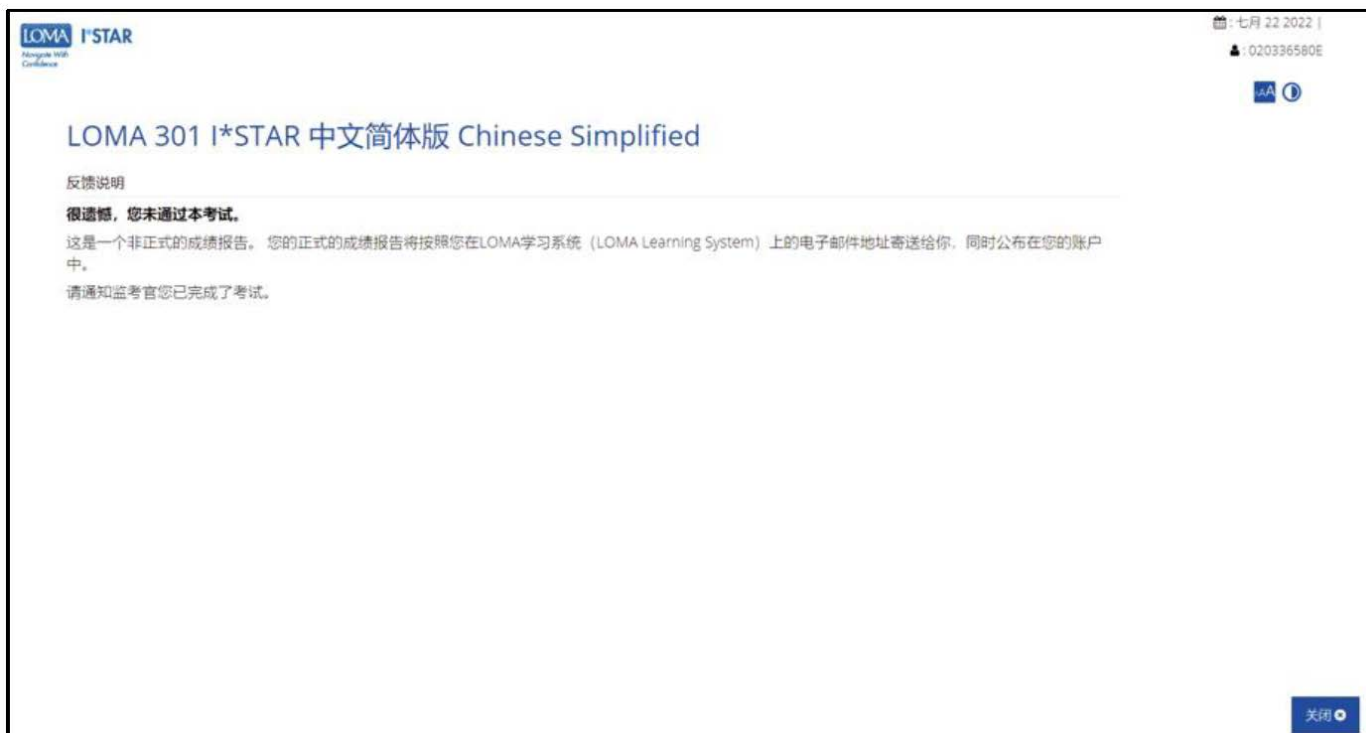 LOMA I*STAR
Navigate With
Confidence
: 七月 22 2022 |
: 020336580E
AAA
LOMA 301 I*STAR 中文简体版 Chinese Simplified
反馈说明
很遗憾，您未通过本考试。
这是一个非正式的成绩报告。 您的正式的成绩报告将按照您在LOMA学习系统（LOMA Learning System）上的电子邮件地址寄送给你，同时公布在您的账户
中。
请通知监考官您已完成了考试。
关闭